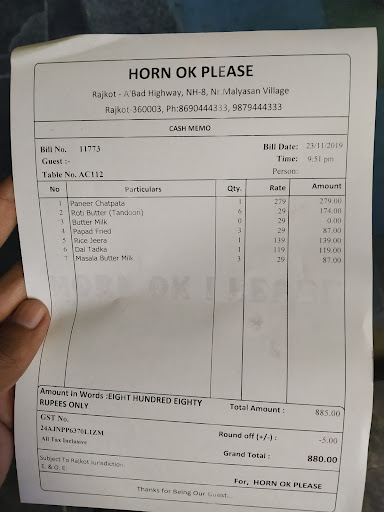 HORN OK PLEASE
Rajkot - A'Bad Highway, NH-8, Nr.Malyasan Village
Rajkot-360003, Ph:8690444333, 9879444333
CASH MEMO
Bill No. 11773 Bill Date: 23/11/2019
Guest :- Time: 9:51 pm
Table No. AC112 Person:
No Particulars Qty. Rate Amount
1 Paneer Chatpata 1 279 279.00
2 Roti Butter (Tandoori) 6 29 174.00
3 Butter Milk 0 29 0.00
4 Papad Fried 3 29 87.00
5 Rice Jeera 1 139 139.00
6 Dal Tadka 1 119 119.00
7 Masala Butter Milk 3 29 87.00
Amount in Words :EIGHT HUNDRED EIGHTY
RUPEES ONLY
Total Amount : 885.00
GST No.
24AJNPP6370L1ZM
Round off (+/-) : -5.00
All Tax Inclusive
Grand Total : 880.00
Subject To Rajkot Jurisdiction.
E. & O. E.
For, HORN OK PLEASE
Thanks for Being Our Guest...